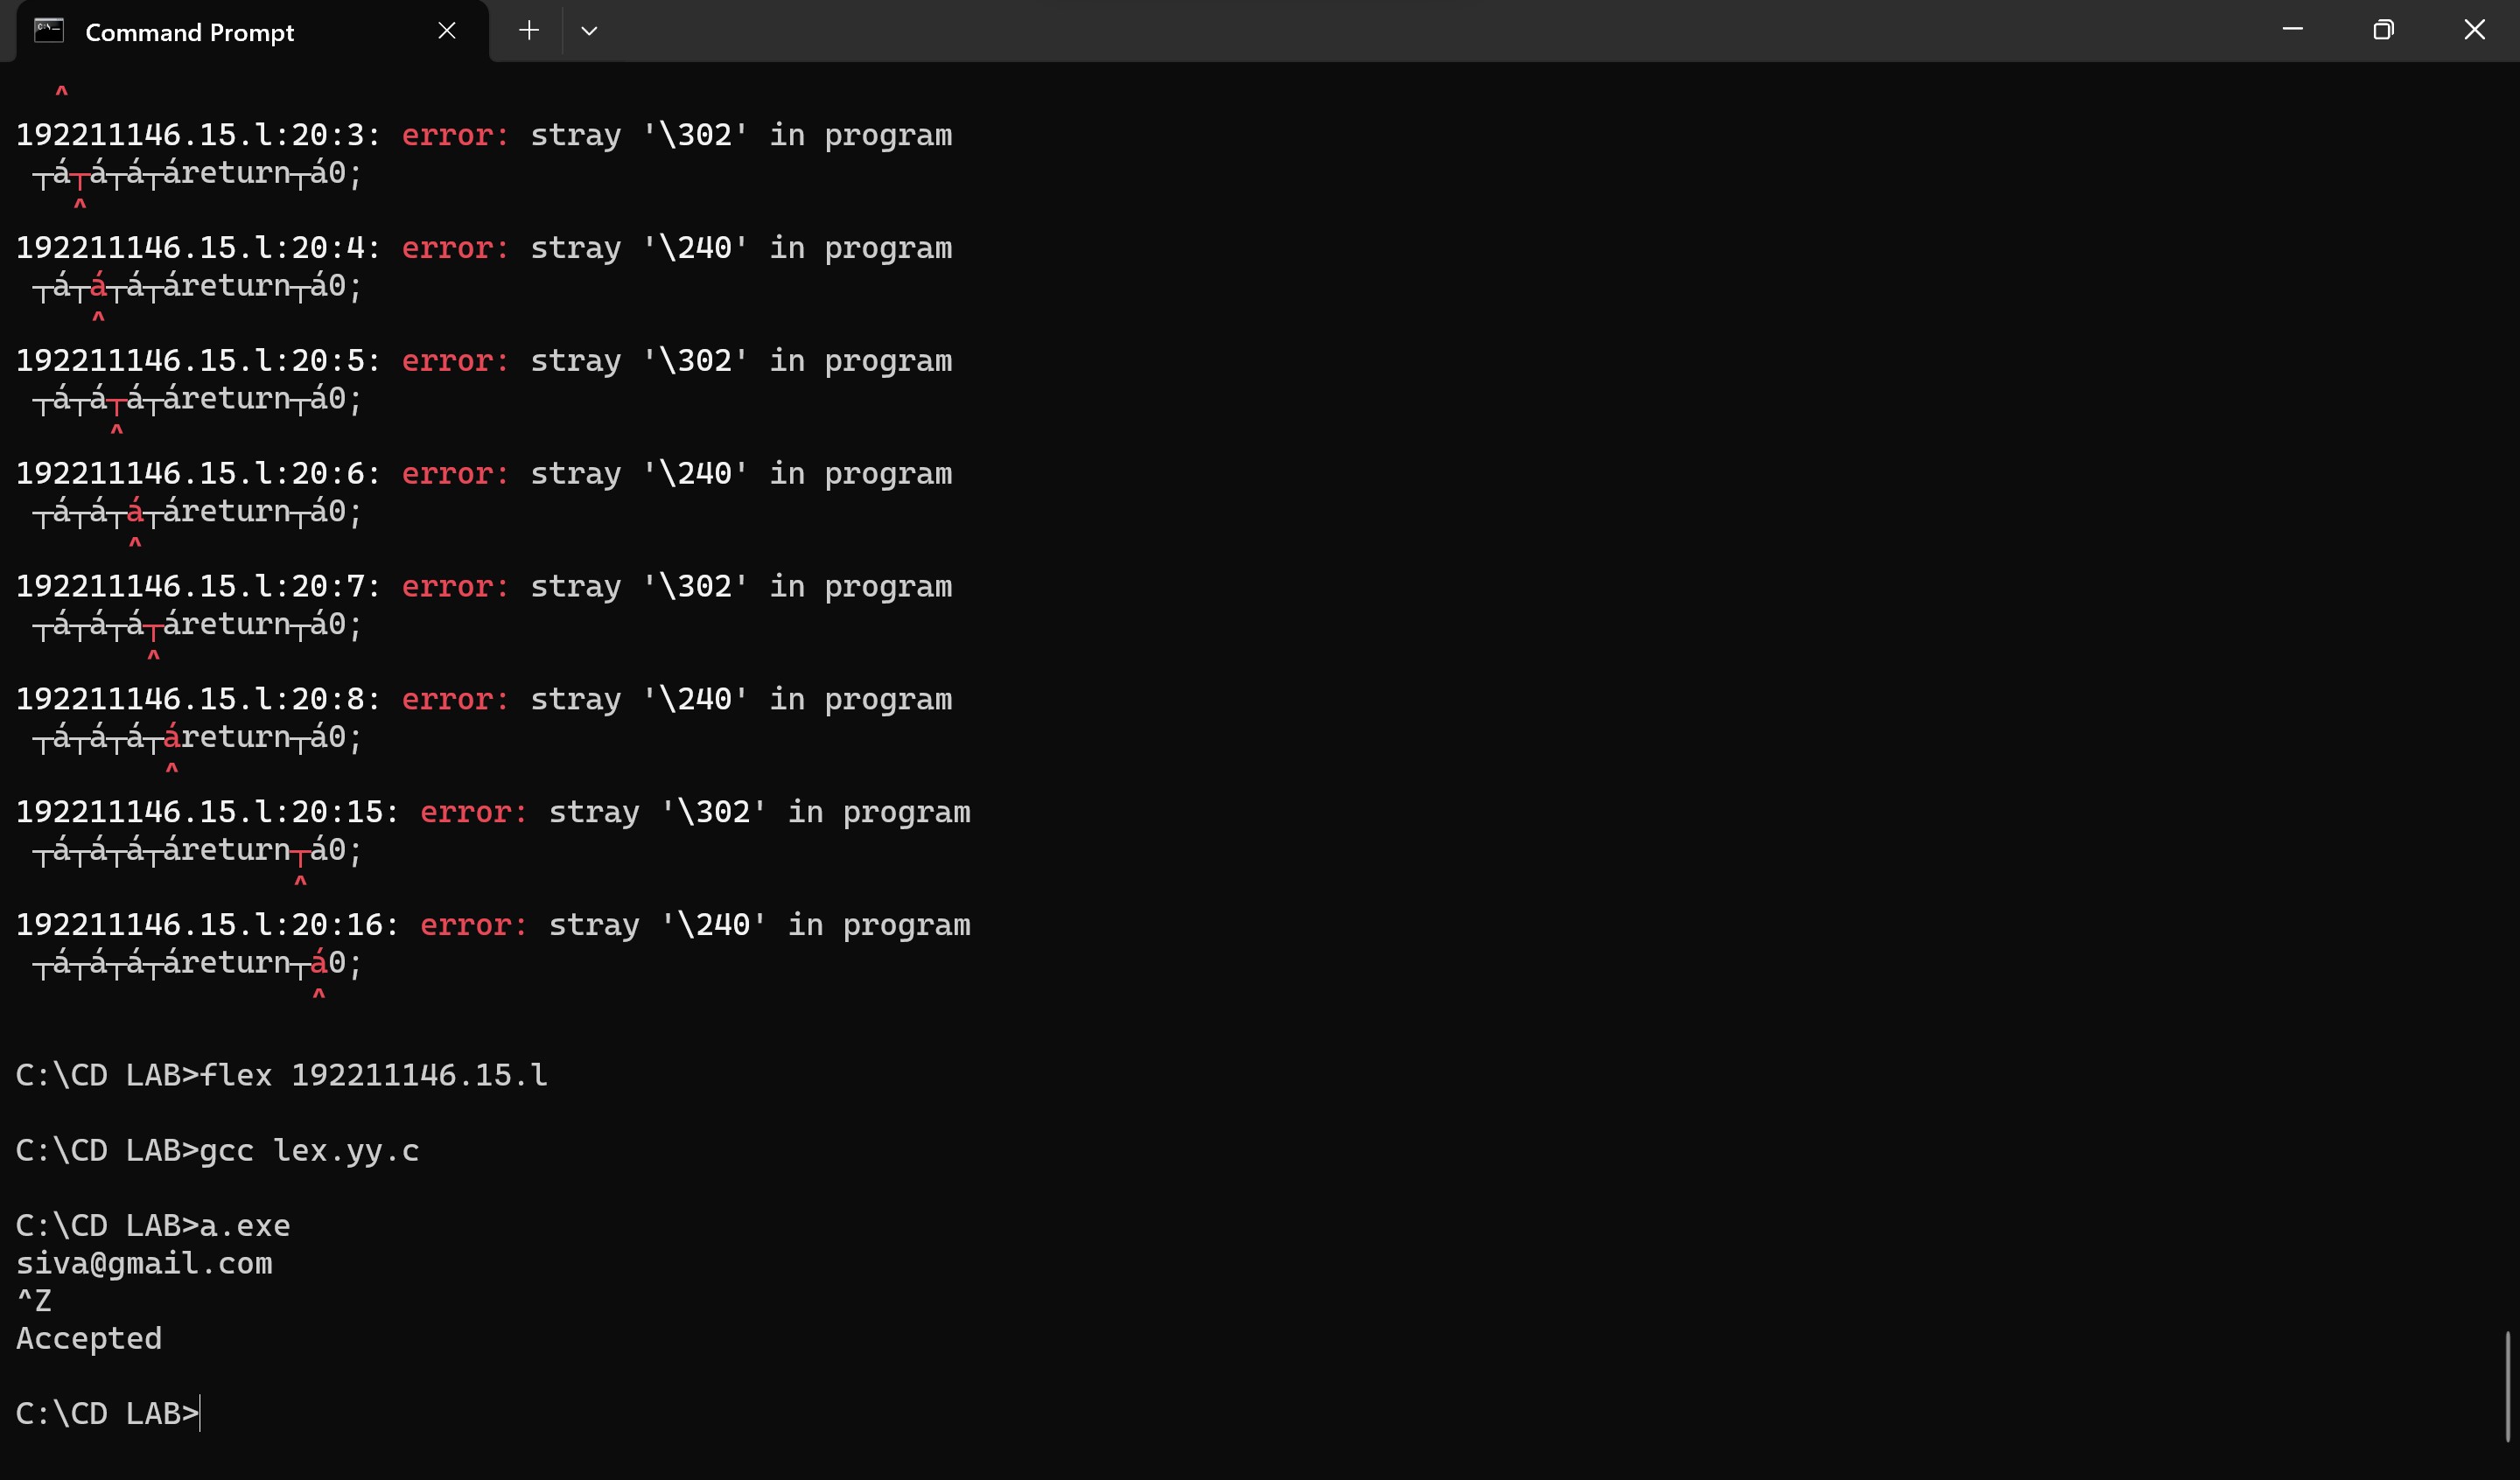 Command Prompt
^
192211146.15.l:20:3: error: stray '\302' in program
┬á┬á┬á┬áreturn┬á0;
^
192211146.15.l:20:4: error: stray '\240' in program
┬á┬á┬á┬áreturn┬á0;
^
192211146.15.l:20:5: error: stray '\302' in program
┬á┬á┬á┬áreturn┬á0;
^
192211146.15.l:20:6: error: stray '\240' in program
┬á┬á┬á┬áreturn┬á0;
^
192211146.15.l:20:7: error: stray '\302' in program
┬á┬á┬á┬áreturn┬á0;
^
192211146.15.l:20:8: error: stray '\240' in program
┬á┬á┬á┬áreturn┬á0;
^
192211146.15.l:20:15: error: stray '\302' in program
┬á┬á┬á┬áreturn┬á0;
^
192211146.15.l:20:16: error: stray '\240' in program
┬á┬á┬á┬áreturn┬á0;
^
C:\CD LAB>flex 192211146.15.l
C:\CD LAB>gcc lex.yy.c
C:\CD LAB>a.exe
siva@gmail.com
^Z
Accepted
C:\CD LAB>